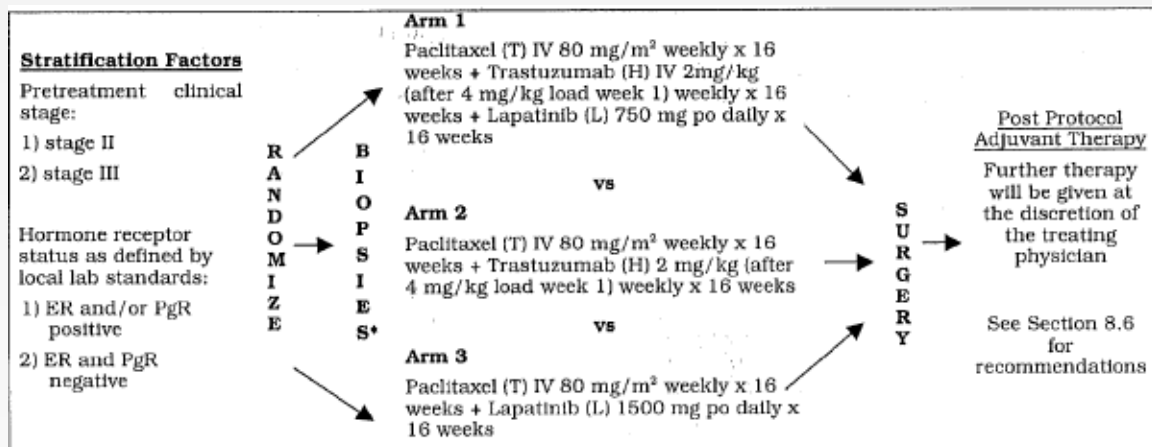 Stratification Factors
Pretreatment clinical
stage:
1) stage II
2) stage III
Hormone receptor
status as defined by
local lab standards:
1) ER and/or PgR
positive
2) ER and PgR
negative
RANDOMIZE
BIOPSIES*
Arm 1
Paclitaxel (T) IV 80 mg/m² weekly x 16
weeks + Trastuzumab (H) IV 2mg/kg
(after 4 mg/kg load week 1) weekly x 16
weeks + Lapatinib (L) 750 mg po daily x
16 weeks
vs
Arm 2
Paclitaxel (T) IV 80 mg/m² weekly x 16
weeks + Trastuzumab (H) 2 mg/kg (after
4 mg/kg load week 1) weekly x 16 weeks
vs
Arm 3
Paclitaxel (T) IV 80 mg/m² weekly x 16
weeks + Lapatinib (L) 1500 mg po daily x
16 weeks
SURGERY
Post Protocol
Adjuvant Therapy
Further therapy
will be given at
the discretion of
the treating
physician
See Section 8.6
for
recommendations